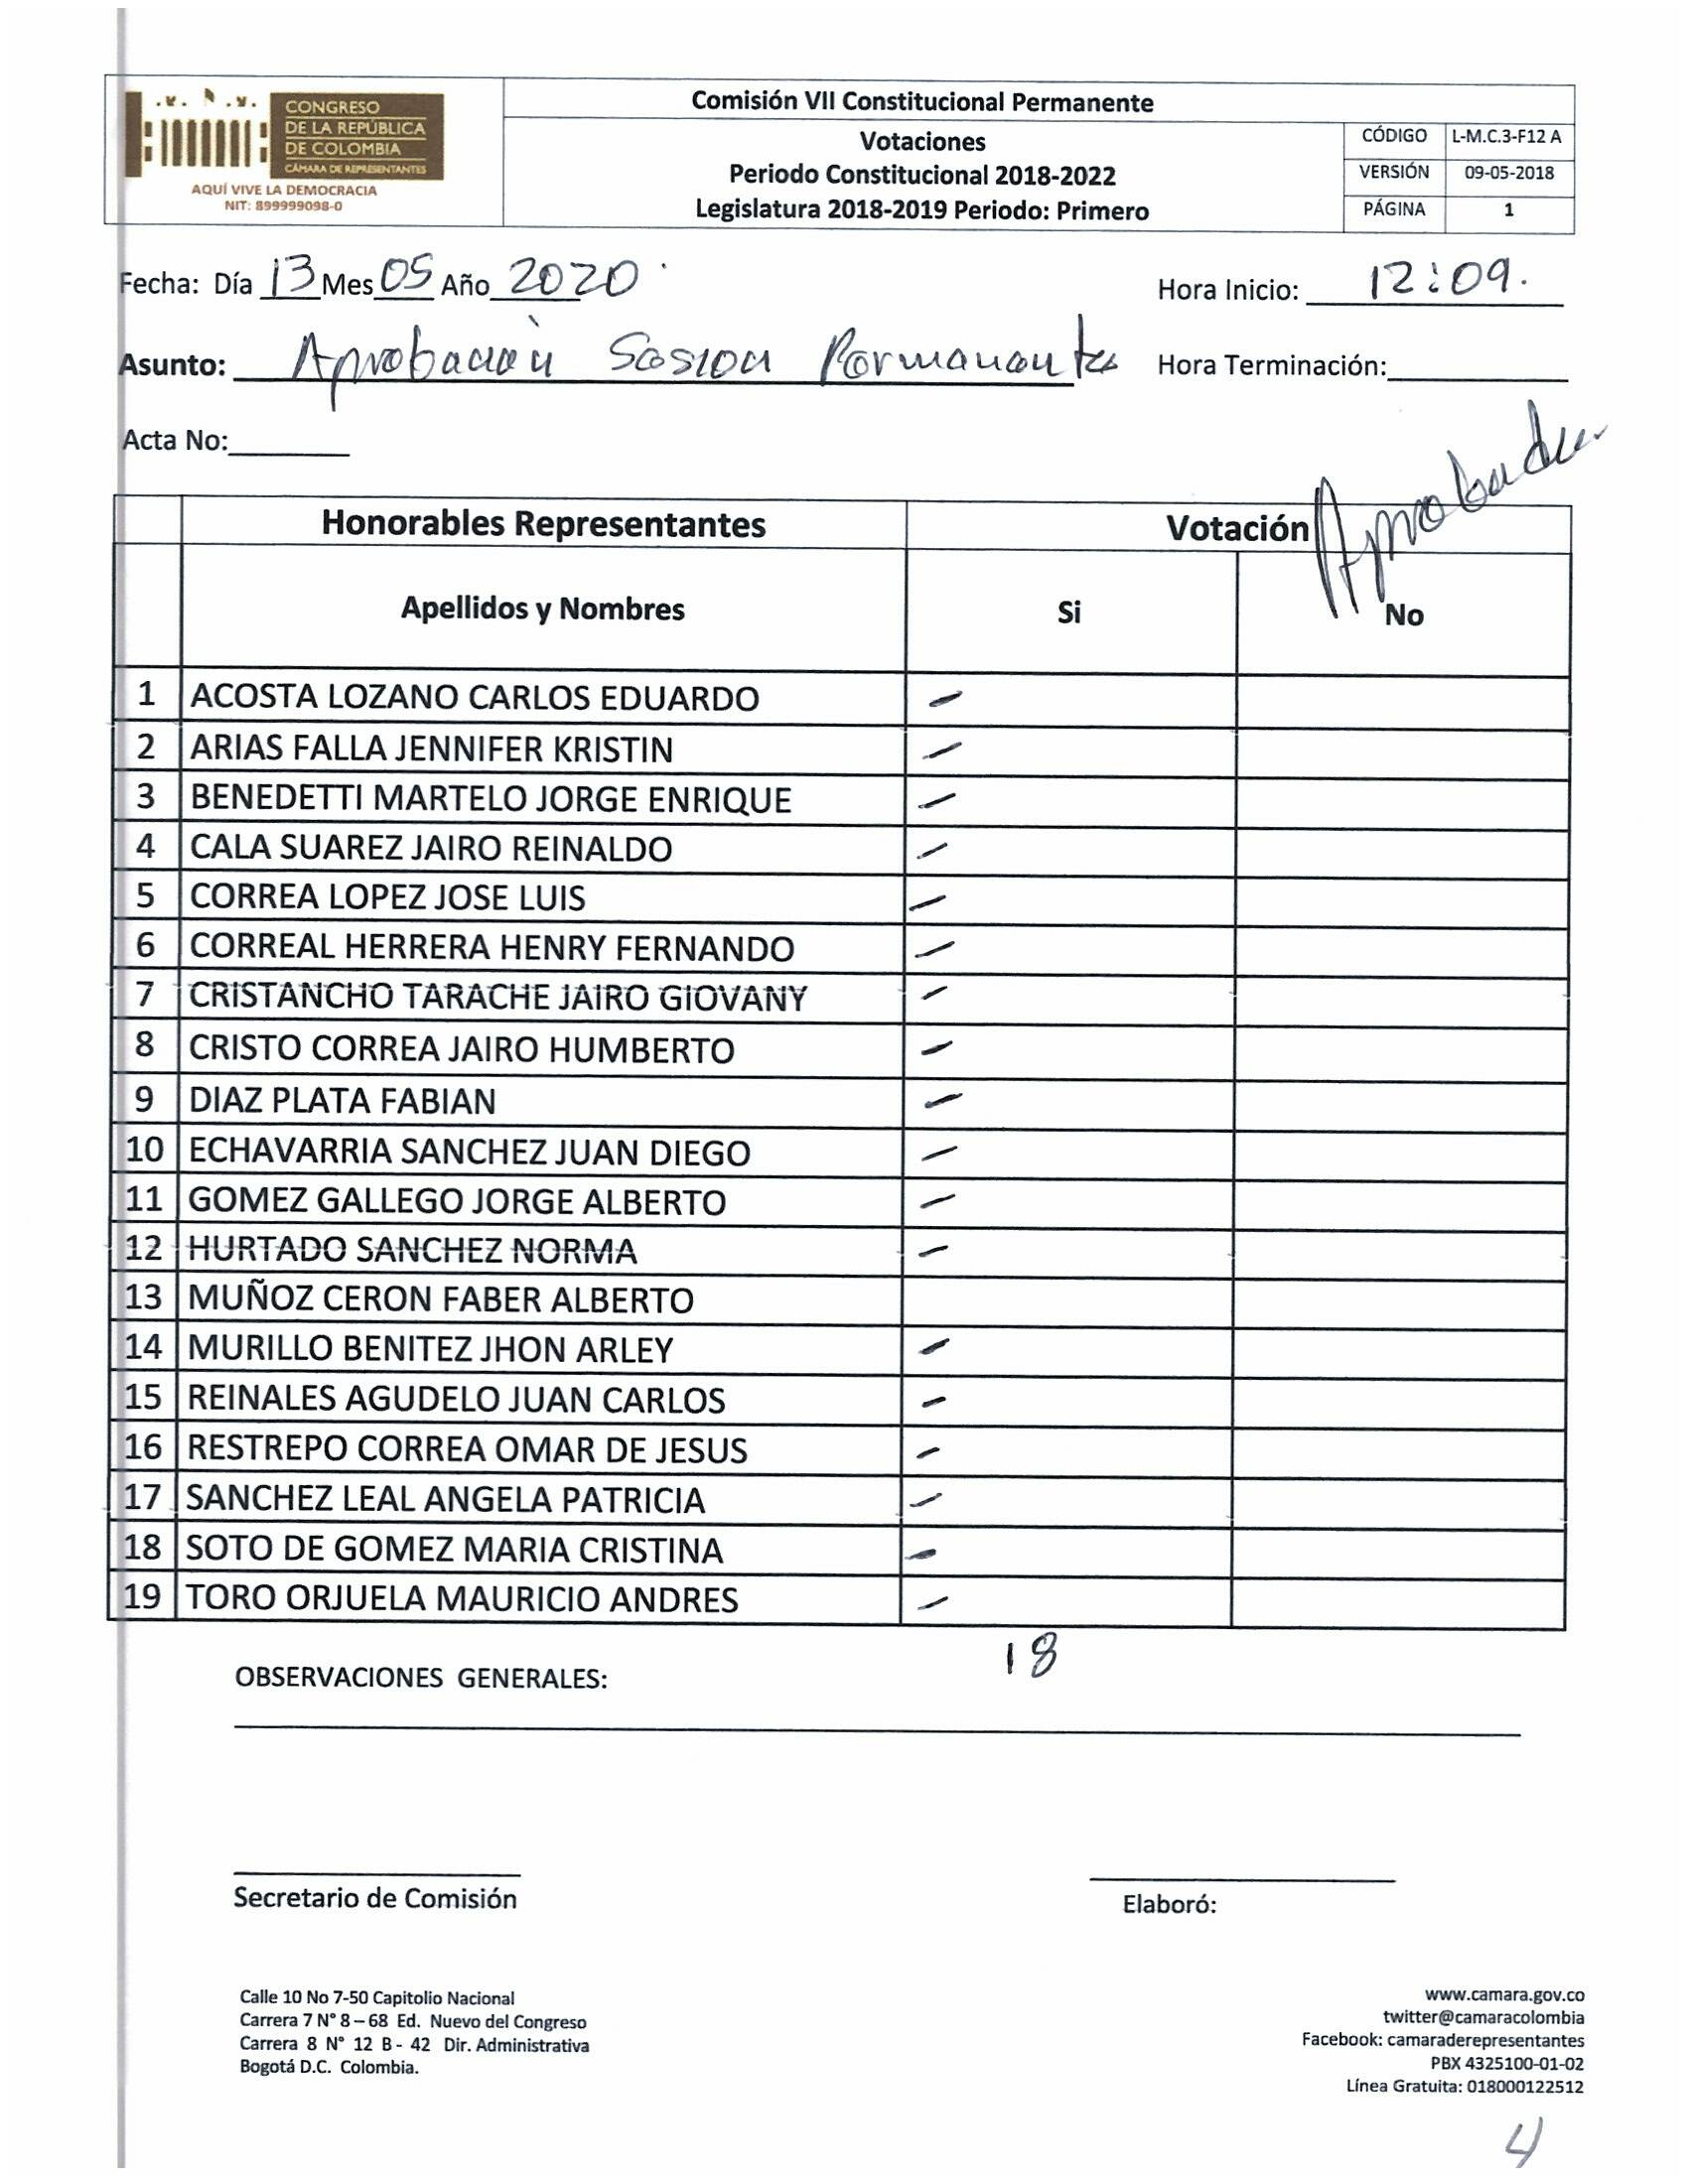 CONGRESO
DE LA REPÚBLICA
DE COLOMBIA
CÁMARA DE REPRESENTANTES
AQUÍ VIVE LA DEMOCRACIA
NIT: 899999098-0
Comisión VII Constitucional Permanente
Votaciones
Periodo Constitucional 2018-2022
Legislatura 2018-2019 Periodo: Primero
CÓDIGO L-M.C.3-F12 A
VERSIÓN 09-05-2018
PÁGINA 1
Fecha: Día 13 Mes 05 Año 2020 Hora Inicio: 12:09.
Asunto: Aprobación Sesion Permanente Hora Terminación:
Acta No:
Aprobado
Honorables Representantes Votación
Apellidos y Nombres Si No
1 ACOSTA LOZANO CARLOS EDUARDO –
2 ARIAS FALLA JENNIFER KRISTIN –
3 BENEDETTI MARTELO JORGE ENRIQUE –
4 CALA SUAREZ JAIRO REINALDO –
5 CORREA LOPEZ JOSE LUIS –
6 CORREAL HERRERA HENRY FERNANDO –
7 CRISTANCHO TARACHE JAIRO GIOVANY –
8 CRISTO CORREA JAIRO HUMBERTO –
9 DIAZ PLATA FABIAN –
10 ECHAVARRIA SANCHEZ JUAN DIEGO –
11 GOMEZ GALLEGO JORGE ALBERTO –
12 HURTADO SANCHEZ NORMA –
13 MUÑOZ CERON FABER ALBERTO
14 MURILLO BENITEZ JHON ARLEY –
15 REINALES AGUDELO JUAN CARLOS –
16 RESTREPO CORREA OMAR DE JESUS –
17 SANCHEZ LEAL ANGELA PATRICIA –
18 SOTO DE GOMEZ MARIA CRISTINA –
19 TORO ORJUELA MAURICIO ANDRES –
18
OBSERVACIONES GENERALES:
Secretario de Comisión
Elaboró:
Calle 10 No 7-50 Capitolio Nacional
Carrera 7 N° 8 – 68 Ed. Nuevo del Congreso
Carrera 8 N° 12 B - 42 Dir. Administrativa
Bogotá D.C. Colombia.
www.camara.gov.co
twitter@camaracolombia
Facebook: camaraderepresentantes
PBX 4325100-01-02
Línea Gratuita: 018000122512
4